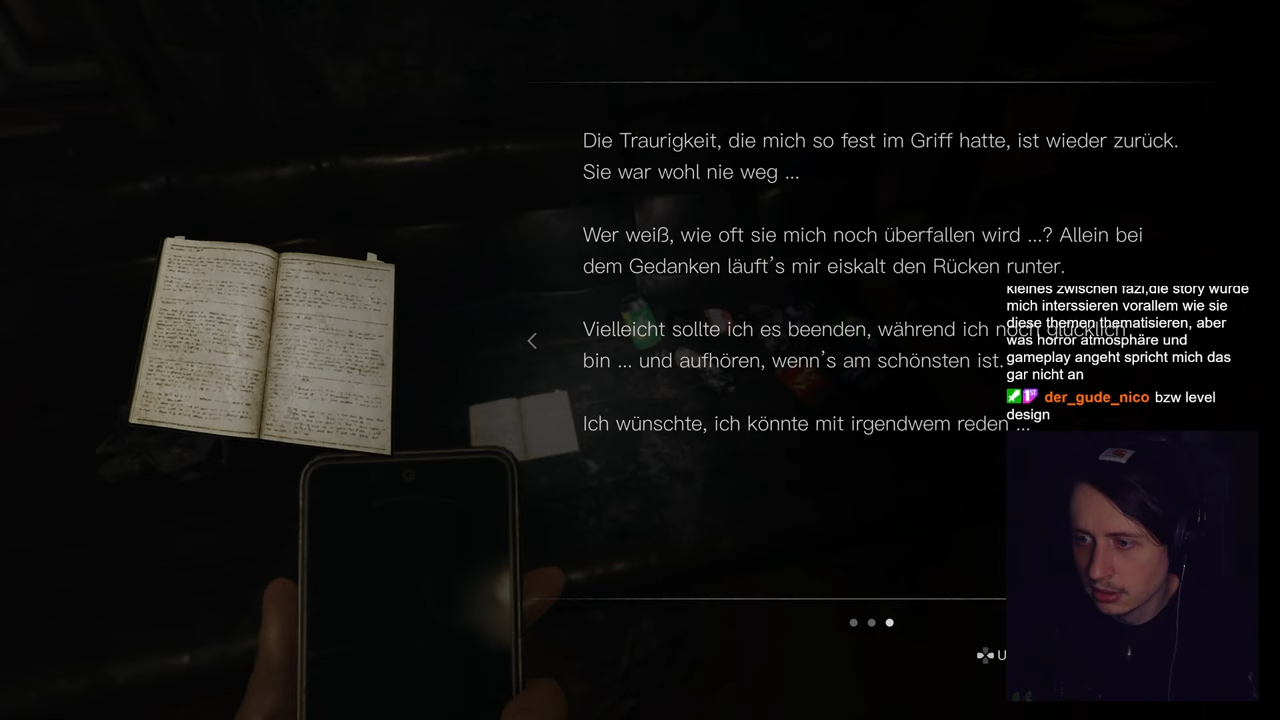 Die Traurigkeit, die mich so fest im Griff hatte, ist wieder zurück.
Sie war wohl nie weg ...
Wer weiß, wie oft sie mich noch überfallen wird ...? Allein bei
dem Gedanken läuft's mir eiskalt den Rücken runter.
Vielleicht sollte ich es beenden, während ich noch glücklich
bin ... und aufhören, wenn's am schönsten ist.
Ich wünschte, ich könnte mit irgendwem reden ...
kleines zwischen fazi,die story würde
mich interssieren vorallem wie sie
diese themen thematisieren, aber
was horror atmosphäre und
gameplay angeht spricht mich das
gar nicht an
der_gude_nico bzw level
design